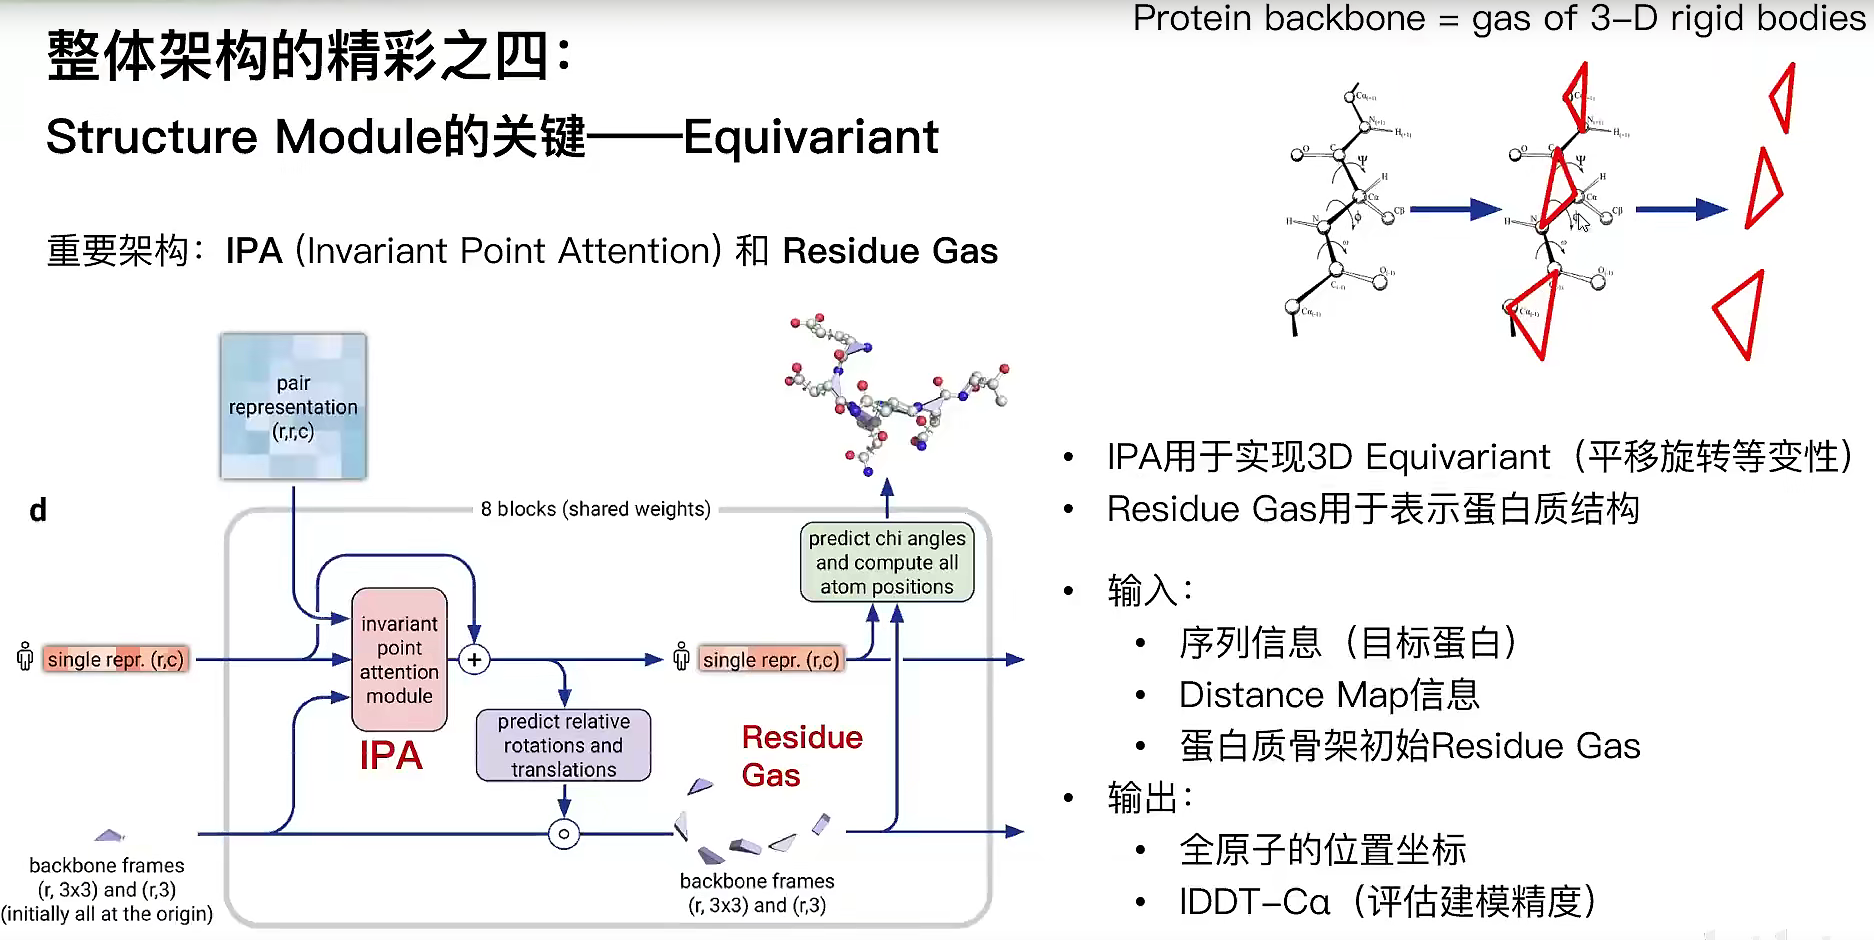 Protein backbone = gas of 3-D rigid bodies
整体架构的精彩之四：
Structure Module的关键——Equivariant
重要架构：IPA (Invariant Point Attention) 和 Residue Gas
pair
representation
(r,r,c)
d
8 blocks (shared weights)
single repr. (r,c)
invariant
point
attention
module
IPA
+
predict relative
rotations and
translations
single repr. (r,c)
predict chi angles
and compute all
atom positions
Residue
Gas
backbone frames
(r, 3x3) and (r,3)
(initially all at the origin)
backbone frames
(r, 3x3) and (r,3)
O
C
Ψ
H
Cα
Cβ
N
H
ϕ
ω
O
Ψ
H
Cα
Cβ
N
H
ω
• IPA用于实现3D Equivariant（平移旋转等变性）
• Residue Gas用于表示蛋白质结构
• 输入：
• 序列信息（目标蛋白）
• Distance Map信息
• 蛋白质骨架初始Residue Gas
• 输出：
• 全原子的位置坐标
• lDDT-Cα（评估建模精度）